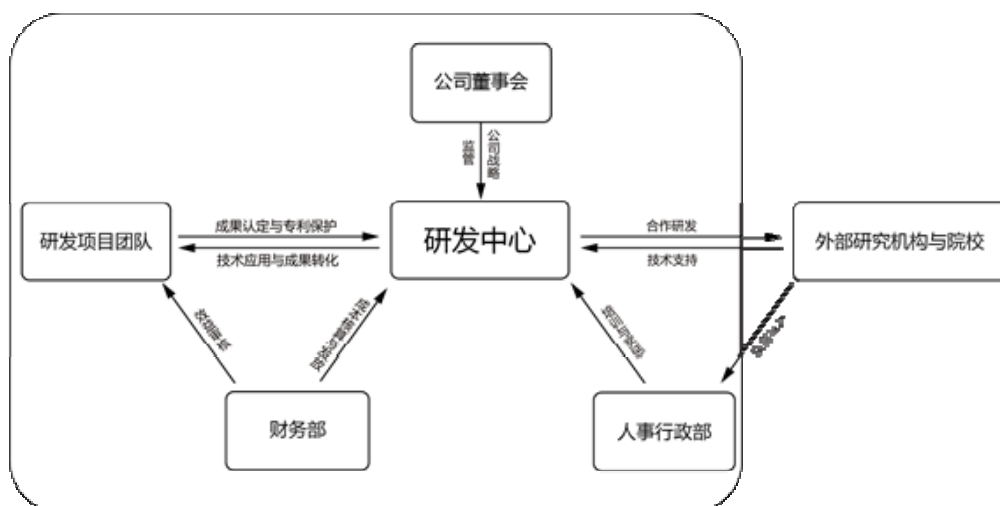 公司董事会
监管
公司战略
研发项目团队
成果认定与专利保护
技术应用与成果转化
研发中心
合作研发
技术支持
外部研究机构与院校
财务部
人事行政部